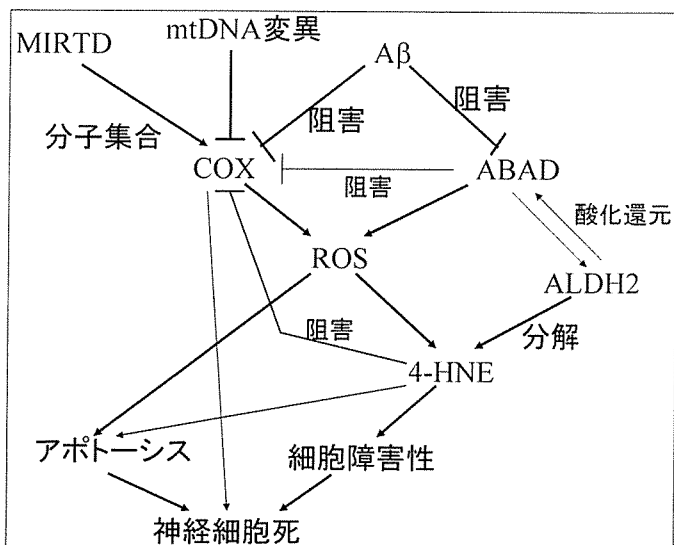 mtDNA変異
MIRTD
Aβ
阻害
阻害
分子集合
COX
阻害
ABAD
酸化還元
ROS
ALDH2
阻害
分解
4-HNE
アポトーシス
細胞障害性
神経細胞死